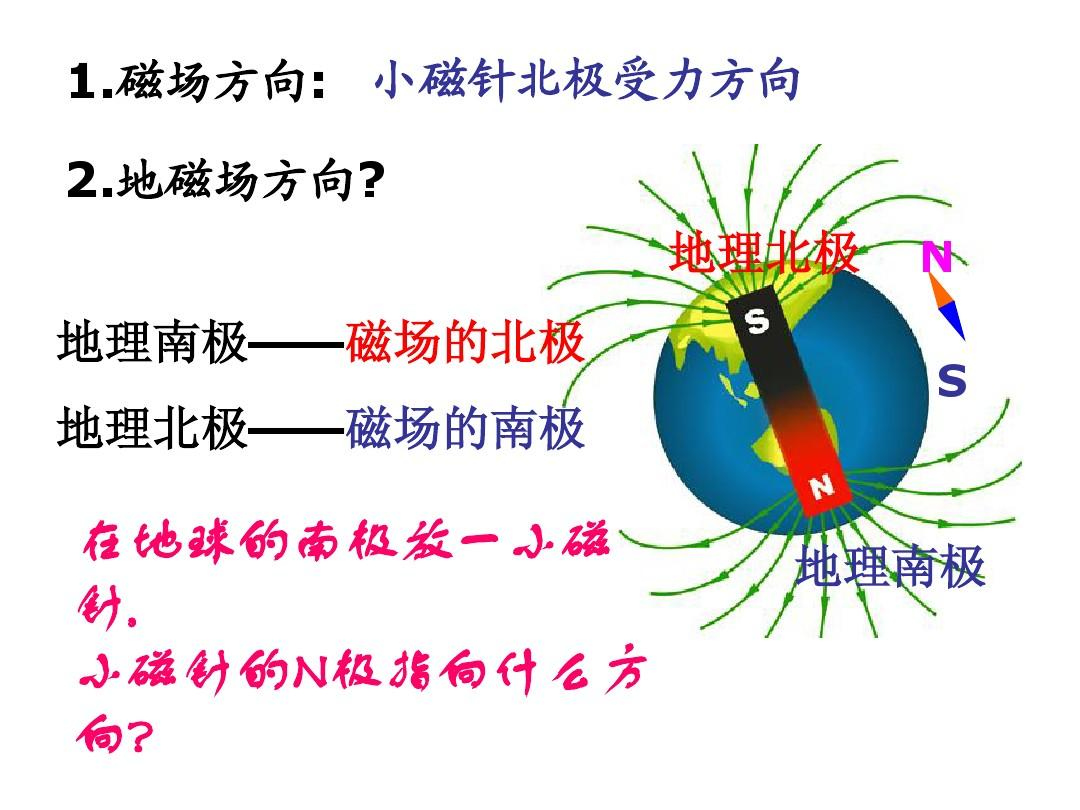 1.磁场方向: 小磁针北极受力方向
2.地磁场方向?
地理北极
N
S
地理南极——磁场的北极
S
地理北极——磁场的南极
N
在地球的南极放一小磁
针.
地理南极
小磁针的N极指向什么方
向?